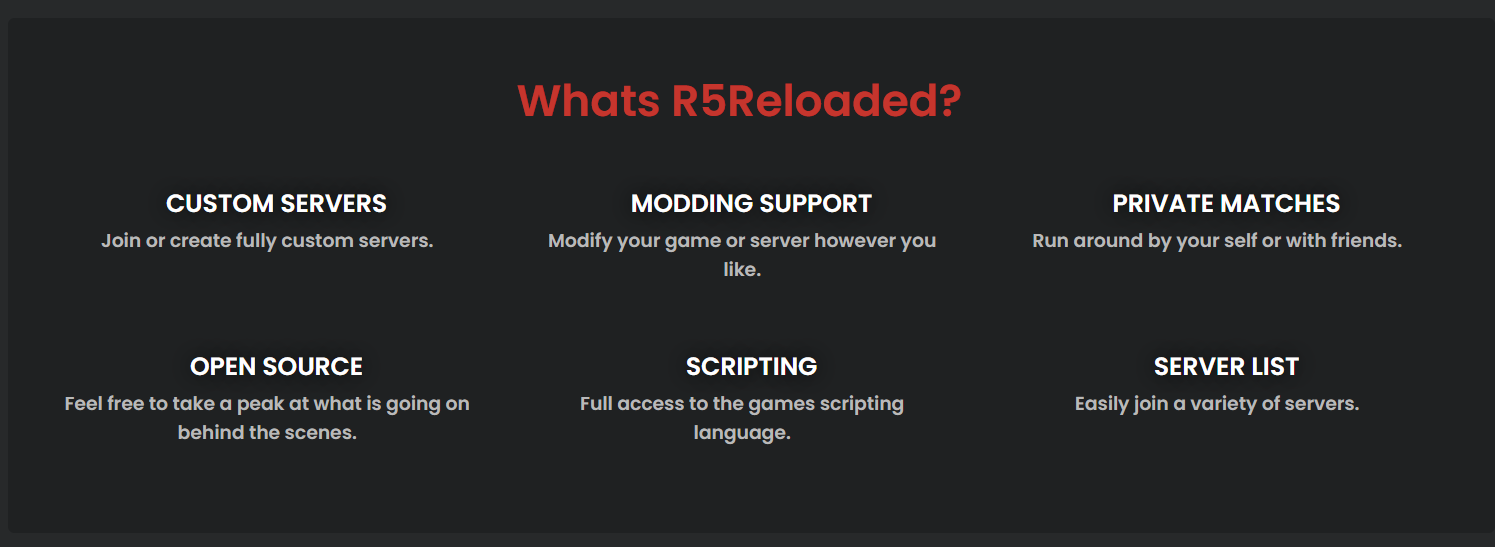 Whats R5Reloaded?
CUSTOM SERVERS
Join or create fully custom servers.
MODDING SUPPORT
Modify your game or server however you
like.
PRIVATE MATCHES
Run around by your self or with friends.
OPEN SOURCE
Feel free to take a peak at what is going on
behind the scenes.
SCRIPTING
Full access to the games scripting
language.
SERVER LIST
Easily join a variety of servers.